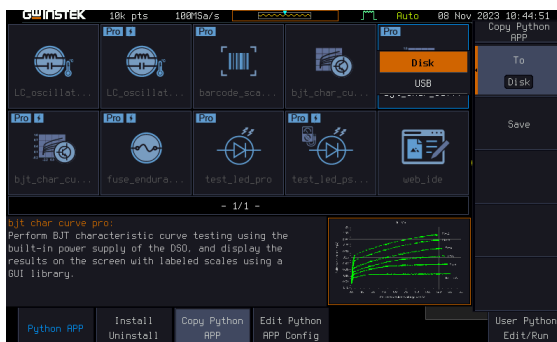 GWINSTEK 10k pts 100MSa/s Auto 08 Nov 2023 10:44:51
Copy Python
APP
Pro
Pro
Pro
Pro
Disk
USB
To
Disk
LC_oscillat...
LC_oscillat...
barcode_sca...
bjt_char_cu...
Save
Pro
Pro
Pro
Pro
bjt_char_cu...
fuse_endura...
test_led_pro
test_led_ps...
web_ide
- 1/1 -
bjt char curve pro:
Perform BJT characteristic curve testing using the
built-in power supply of the DSO, and display the
results on the screen with labeled scales using a
GUI library.
Python APP
Install
Uninstall
Copy Python
APP
Edit Python
APP Config
User Python
Edit/Run